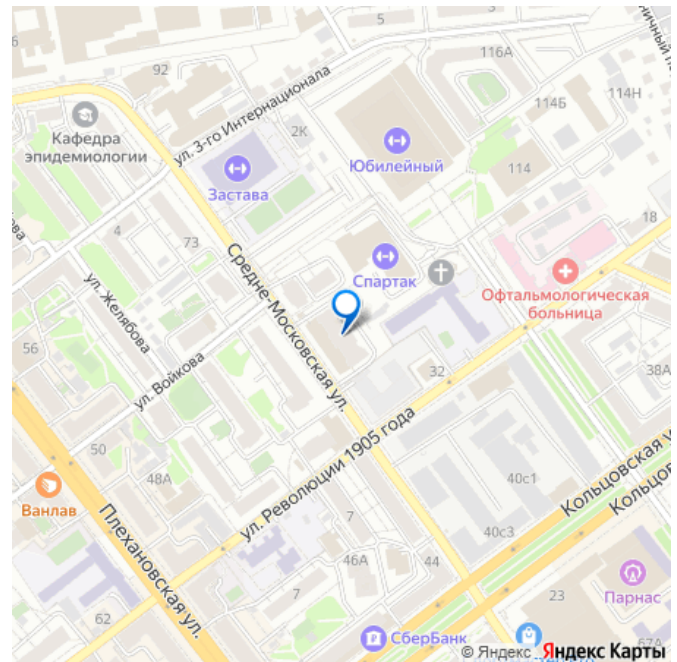 5
116А
92
ул. 3-го Интернационала
114Б
114Н
Кафедра
эпидемиологии
2К
Юбилейный
114
Застава
4
73
18
Средне-Московская ул.
Спартак
Офтальмологическая
больница
ул. Желябова
56
ул. Войкова
32
38А
50
48А
Ванлав
ул. Революции 1905 года
40с1
Кольцовская у
Кольцов
Плехановская ул.
7
40с3
7
46А
44
Парнас
62
23
67А
СберБанк
© Яндекс Яндекс Карты